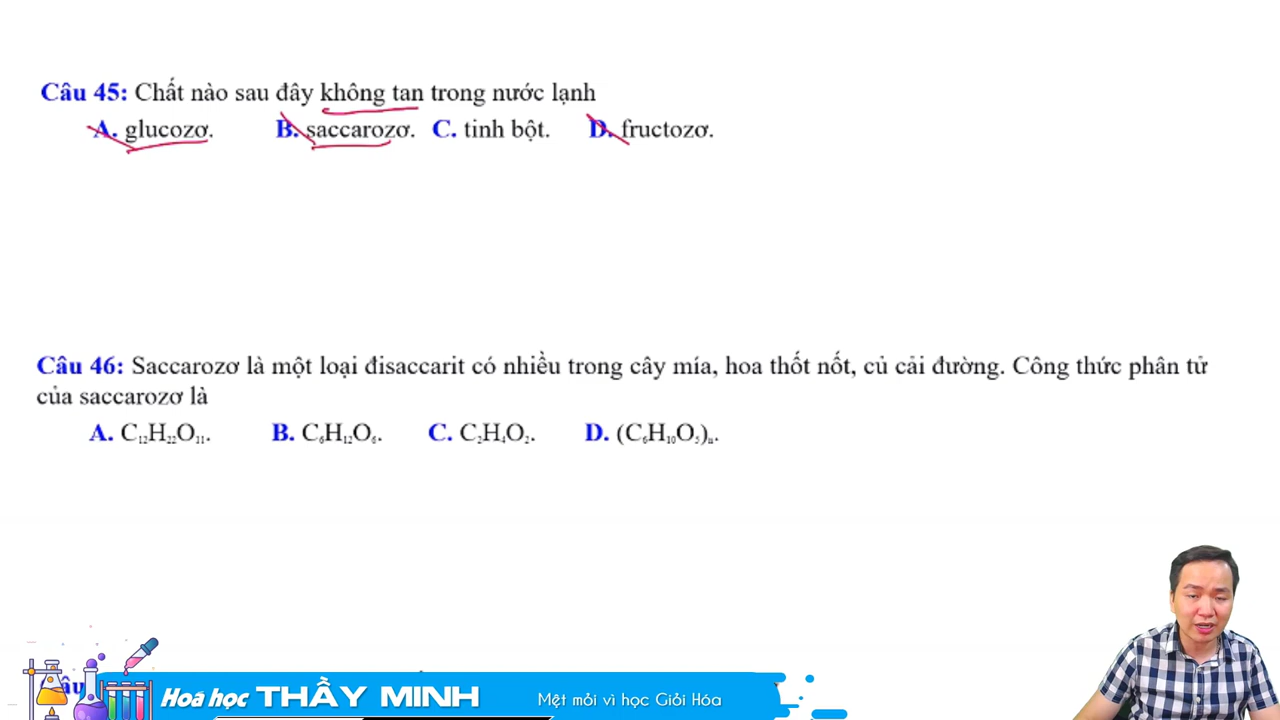 Câu 45: Chất nào sau đây không tan trong nước lạnh
A. glucozơ. B. saccarozơ. C. tinh bột. D. fructozơ.
Câu 46: Saccarozơ là một loại đisaccarit có nhiều trong cây mía, hoa thốt nốt, củ cải đường. Công thức phân tử
của saccarozơ là
A. C₁₂H₂₂O₁₁. B. C₆H₁₂O₆. C. C₂H₄O₂. D. (C₆H₁₀O₅)ₙ.
Hoá học THẦY MINH
Mệt mỏi vì học Giỏi Hóa